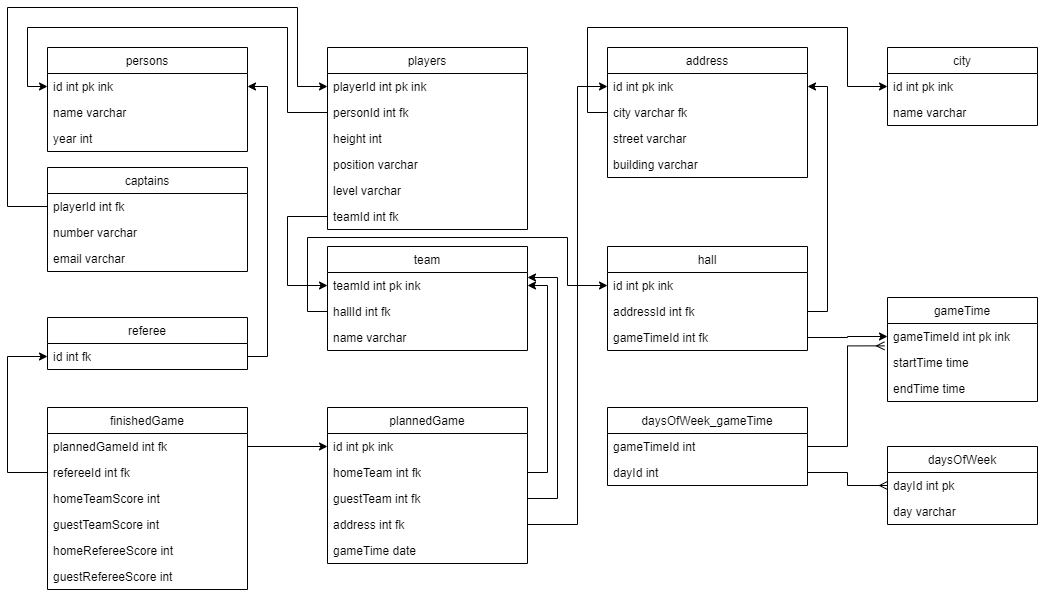 persons
id int pk ink
name varchar
year int
captains
playerId int fk
number varchar
email varchar
referee
id int fk
finishedGame
plannedGameId int fk
refereeId int fk
homeTeamScore int
guestTeamScore int
homeRefereeScore int
guestRefereeScore int
players
playerId int pk ink
personId int fk
height int
position varchar
level varchar
teamId int fk
team
teamId int pk ink
hallId int fk
name varchar
plannedGame
id int pk ink
homeTeam int fk
guestTeam int fk
address int fk
gameTime date
address
id int pk ink
city varchar fk
street varchar
building varchar
hall
id int pk ink
addressId int fk
gameTimeId int fk
daysOfWeek_gameTime
gameTimeId int
dayId int
city
id int pk ink
name varchar
gameTime
gameTimeId int pk ink
startTime time
endTime time
daysOfWeek
dayId int pk
day varchar